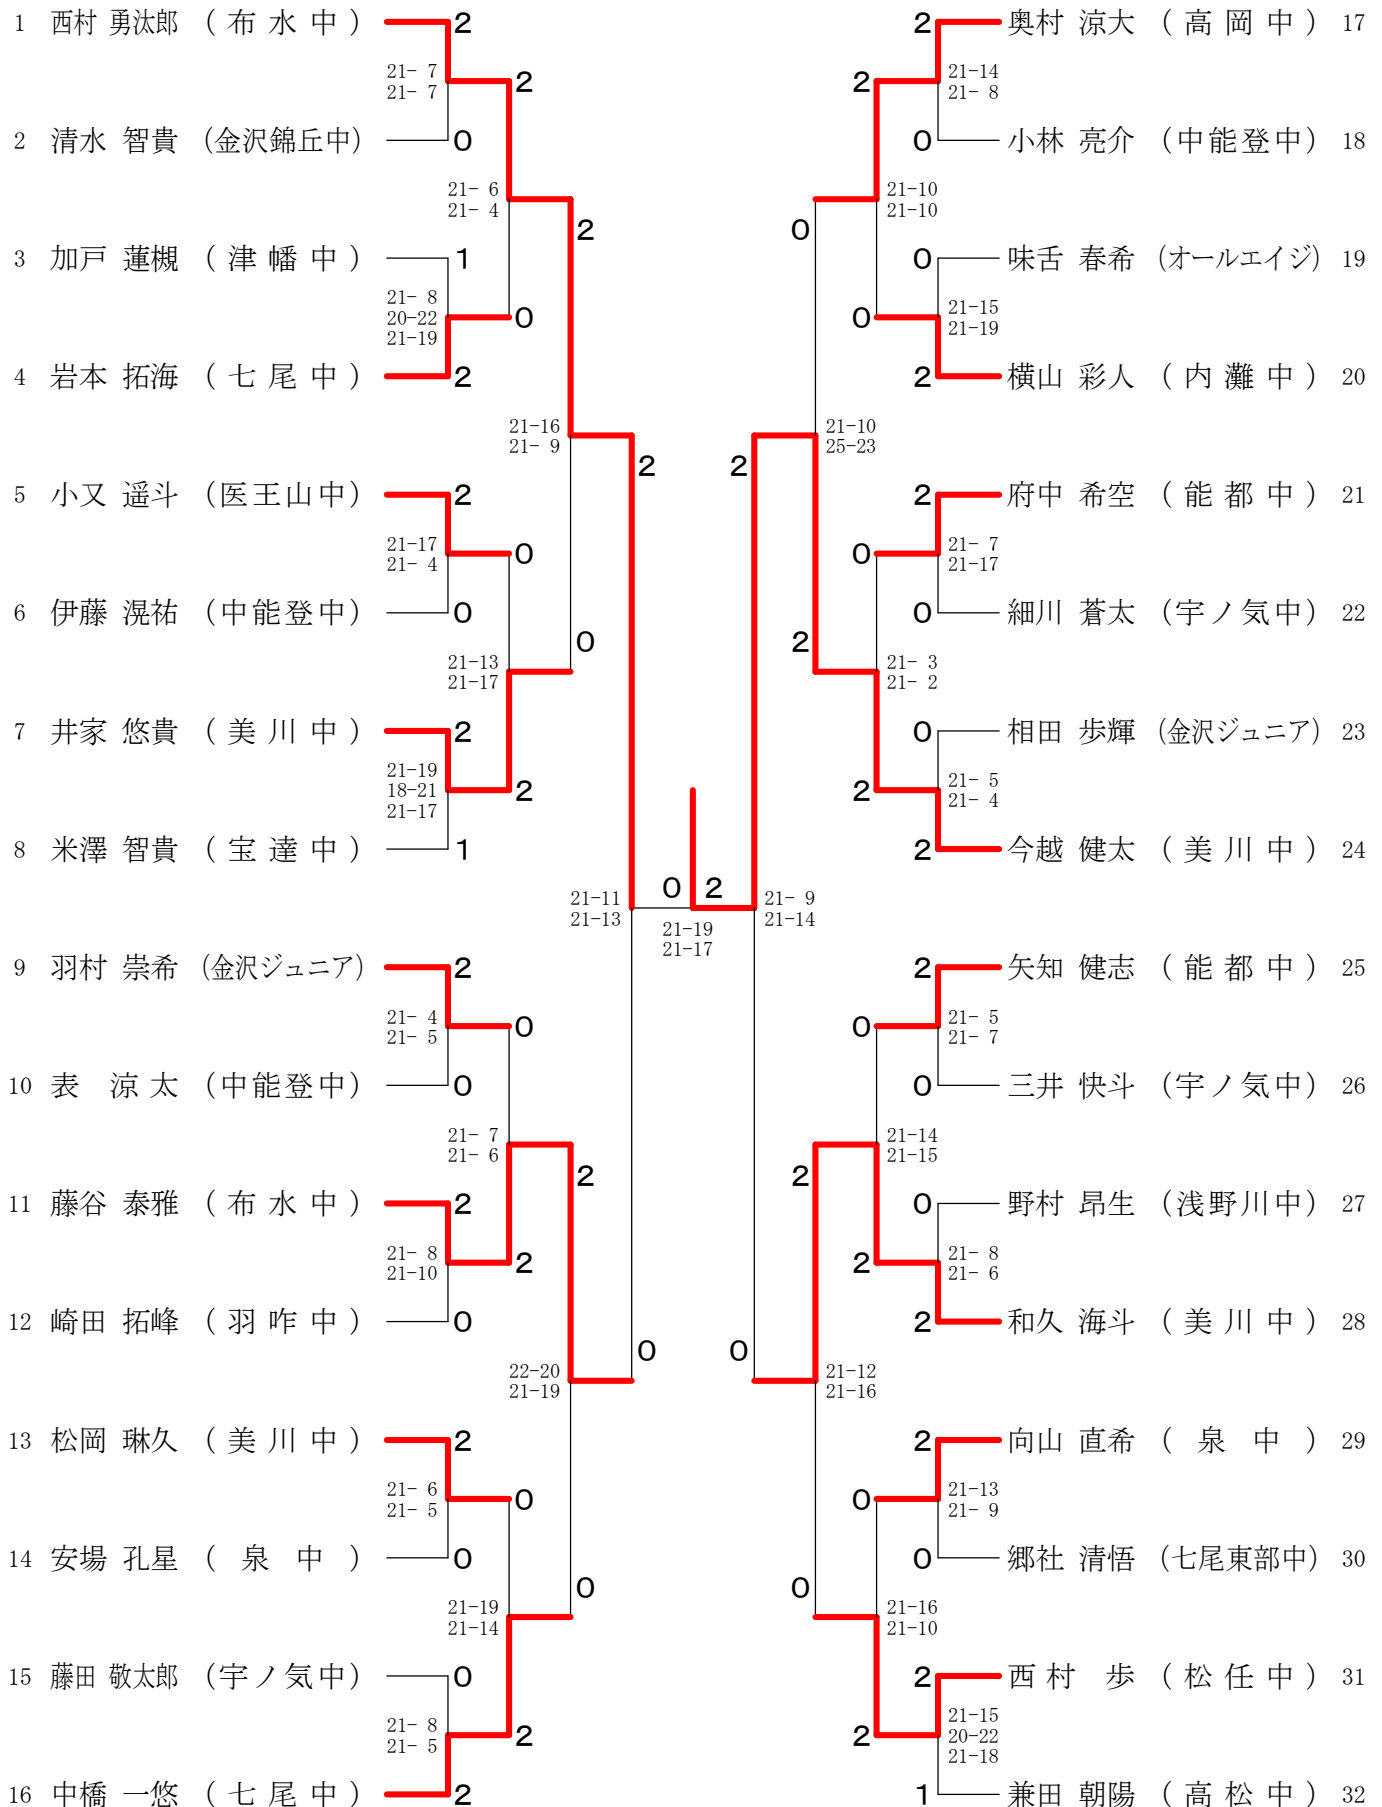 1 西村 勇汰郎 ( 布 水 中 ) 2
21- 7
21- 7
2
2 清水 智貴 (金沢錦丘中) 0
21- 6
21- 4
2
3 加戸 蓮槻 ( 津 幡 中 ) 1
21- 8
20-22
21-19
0
4 岩本 拓海 ( 七 尾 中 ) 2
21-16
21- 9
2
5 小又 遥斗 (医王山中) 2
21-17
21- 4
0
6 伊藤 滉祐 (中能登中) 0
21-13
21-17
0
7 井家 悠貴 ( 美 川 中 ) 2
21-19
18-21
21-17
2
8 米澤 智貴 ( 宝 達 中 ) 1
21-11
21-13
0 2
21-19
21-17
9 羽村 崇希 (金沢ジュニア) 2
21- 4
21- 5
0
10 表 涼 太 (中能登中) 0
21- 7
21- 6
2
11 藤谷 泰雅 ( 布 水 中 ) 2
21- 8
21-10
2
12 崎田 拓峰 ( 羽 咋 中 ) 0
22-20
21-19
0
13 松岡 琳久 ( 美 川 中 ) 2
21- 6
21- 5
0
14 安場 孔星 ( 泉 中 ) 0
21-19
21-14
0
15 藤田 敬太郎 (宇ノ気中) 0
21- 8
21- 5
2
16 中橋 一悠 ( 七 尾 中 ) 2
2 奥村 涼大 ( 高 岡 中 ) 17
2
21-14
21- 8
0 小林 亮介 (中能登中) 18
0
21-10
21-10
0 味舌 春希 (オールエイジ) 19
0
21-15
21-19
2 横山 彩人 ( 内 灘 中 ) 20
2
21-10
25-23
2 府中 希空 ( 能 都 中 ) 21
0
21- 7
21-17
0 細川 蒼太 (宇ノ気中) 22
2
21- 3
21- 2
0 相田 歩輝 (金沢ジュニア) 23
2
21- 5
21- 4
2 今越 健太 ( 美 川 中 ) 24
21- 9
21-14
2 矢知 健志 ( 能 都 中 ) 25
0
21- 5
21- 7
0 三井 快斗 (宇ノ気中) 26
2
21-14
21-15
0 野村 昂生 (浅野川中) 27
2
21- 8
21- 6
2 和久 海斗 ( 美 川 中 ) 28
0
21-12
21-16
2 向山 直希 ( 泉 中 ) 29
0
21-13
21- 9
0 郷社 清悟 (七尾東部中) 30
0
21-16
21-10
2 西 村 歩 ( 松 任 中 ) 31
2
21-15
20-22
21-18
1 兼田 朝陽 ( 高 松 中 ) 32